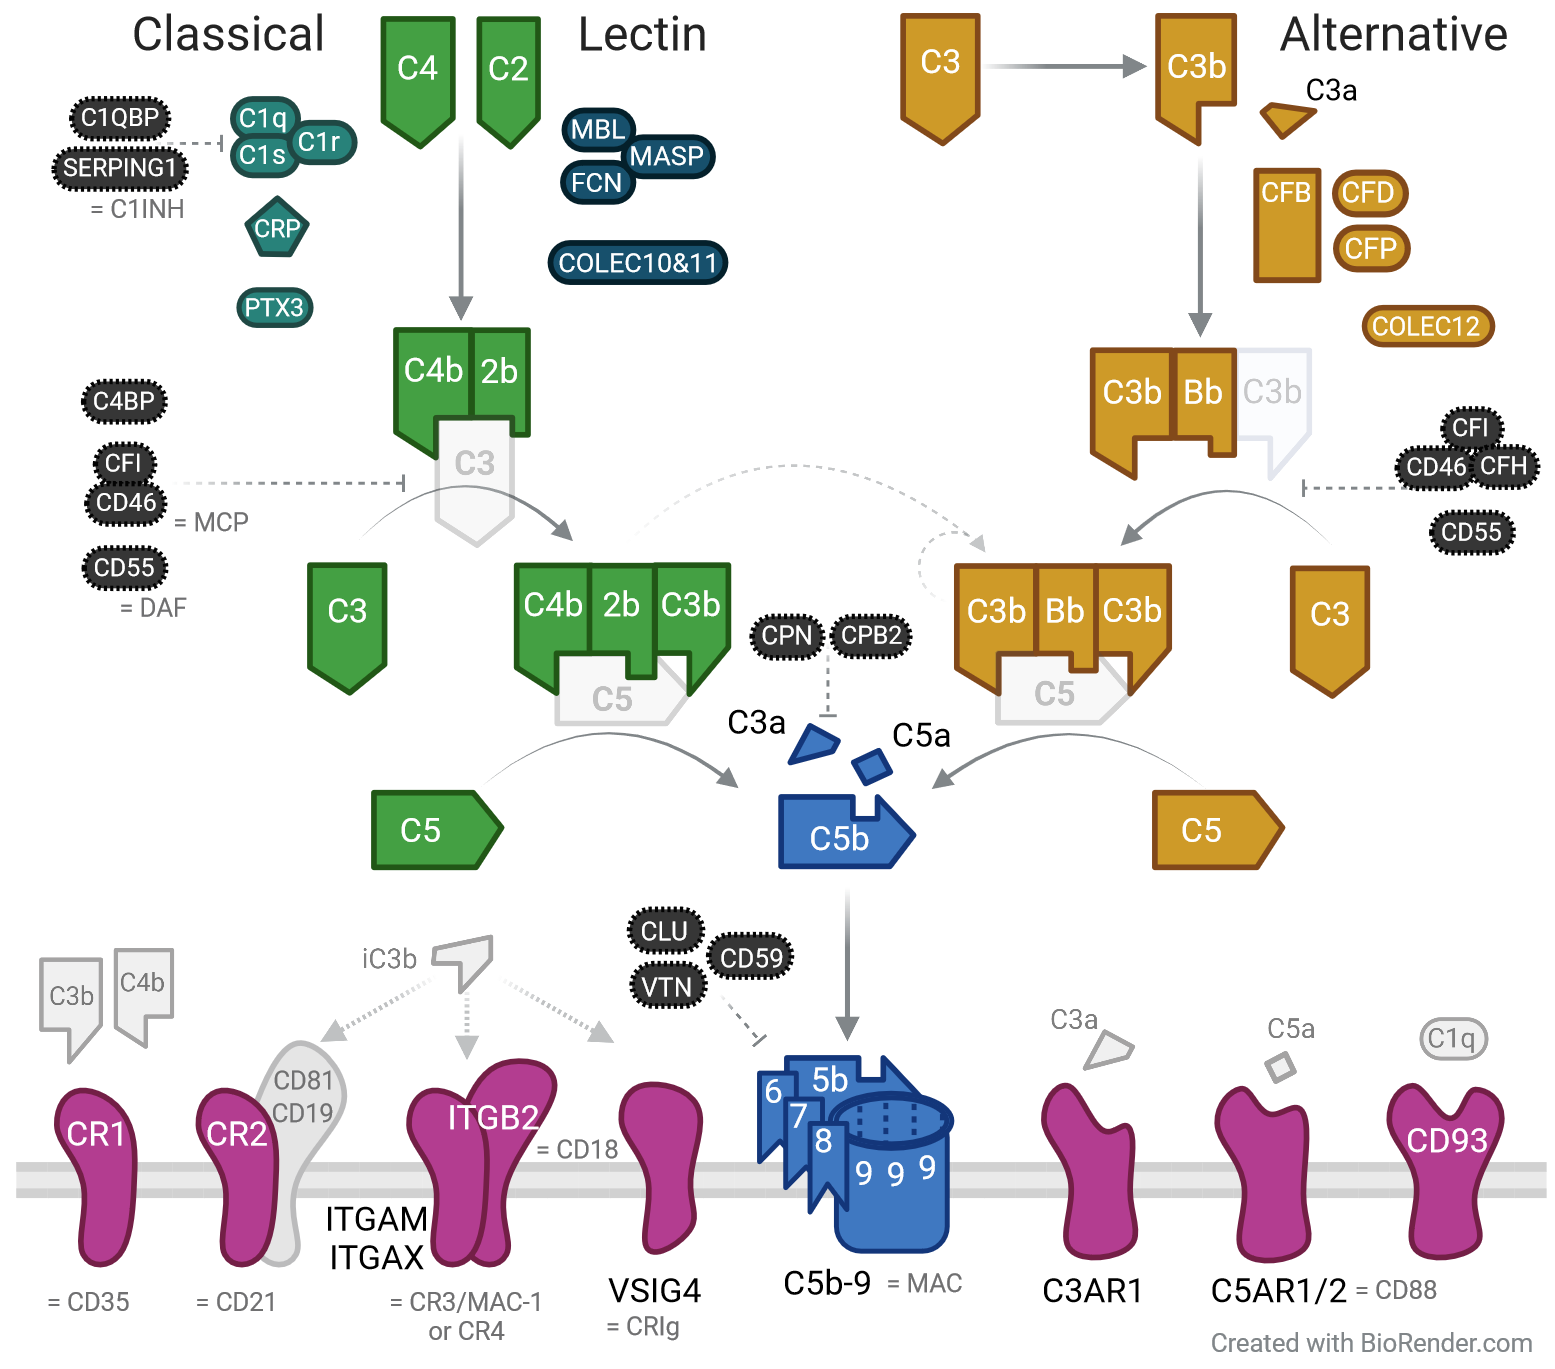 Classical
Lectin
Alternative
C4
C2
C3
C3b
C3a
C1QBP
SERPING1
= C1INH
C1q
C1s
C1r
CRP
PTX3
MBL
MASP
FCN
COLEC10&11
CFB
CFD
CFP
COLEC12
C4b
2b
C3
C3b
Bb
C3b
C4BP
CFI
CD46
= MCP
CD55
= DAF
CFI
CD46
CFH
CD55
C3
C4b
2b
C3b
C5
CPN
CPB2
C3b
Bb
C3b
C5
C3
C3a
C5a
C5
C5b
C5
CLU
CD59
VTN
C3b
C4b
iC3b
C3a
C5a
C1q
CR1
CR2
CD81
CD19
ITGB2
= CD18
ITGAM
ITGAX
6
5b
7
8
9
9
9
CD93
= CD35
= CD21
= CR3/MAC-1
or CR4
VSIG4
= CRIg
C5b-9
= MAC
C3AR1
C5AR1/2
= CD88
Created with BioRender.com